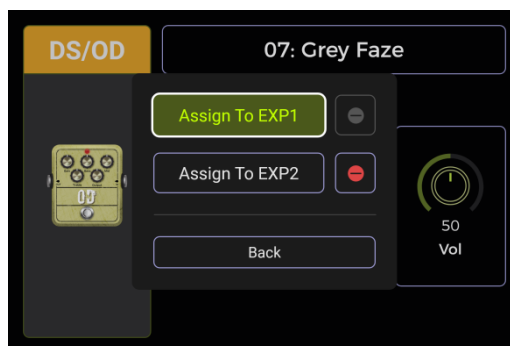 DS/OD
07: Grey Faze
Assign To EXP1
Assign To EXP2
Back
50
Vol